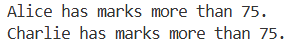 Alice has marks more than 75.
Charlie has marks more than 75.